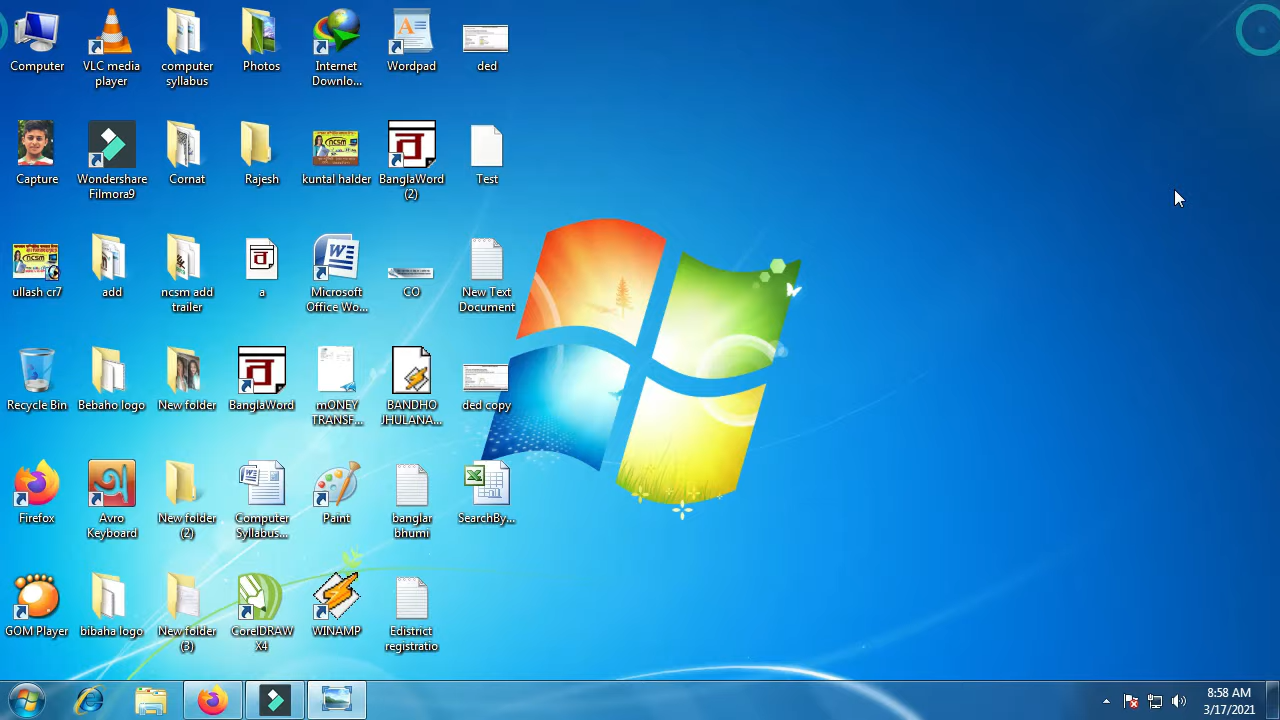 Computer
VLC media
player
computer
syllabus
Photos
Internet
Downlo...
Wordpad
ded
Capture
Wondershare
Filmora9
Cornat
Rajesh
kuntal halder
BanglaWord
(2)
Test
ullash cr7
add
ncsm add
trailer
a
Microsoft
Office Wo...
CO
New Text
Document
Recycle Bin
Bebaho logo
New folder
BanglaWord
mONEY
TRANSF...
BANDHO
JHULANA...
ded copy
Firefox
Avro
Keyboard
New folder
(2)
Computer
Syllabus...
Paint
banglar
bhumi
SearchBy...
GOM Player
bibaha logo
New folder
(3)
CorelDRAW
X4
WINAMP
Edistrict
registratio
8:58 AM
3/17/2021